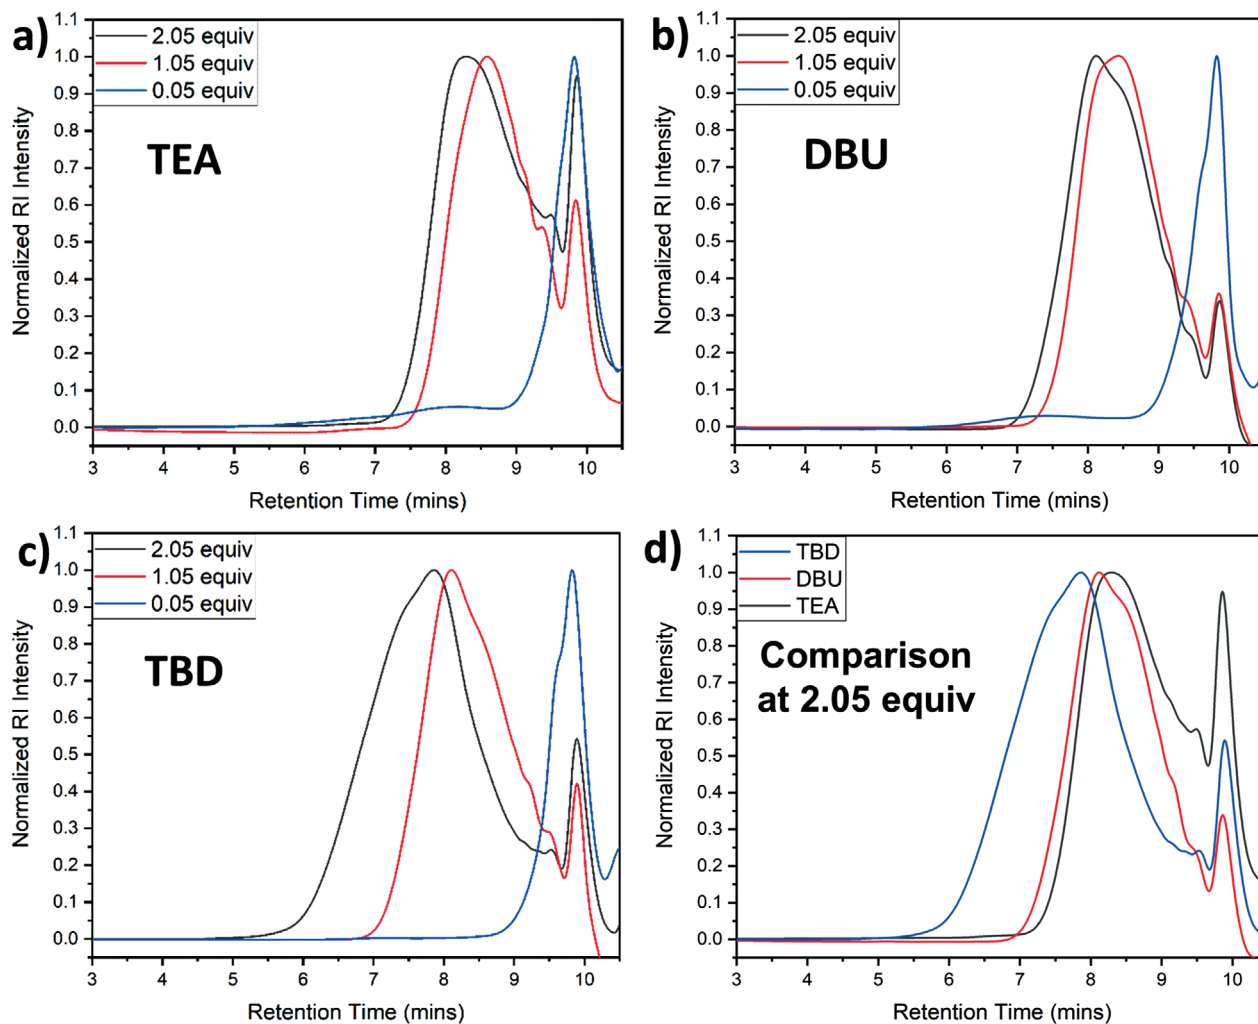 a)
2.05 equiv
1.05 equiv
0.05 equiv
TEA
Normalized RI Intensity
1.1
1.0
0.9
0.8
0.7
0.6
0.5
0.4
0.3
0.2
0.1
0.0
3 4 5 6 7 8 9 10
Retention Time (mins)
b)
2.05 equiv
1.05 equiv
0.05 equiv
DBU
Normalized RI Intensity
1.1
1.0
0.9
0.8
0.7
0.6
0.5
0.4
0.3
0.2
0.1
0.0
3 4 5 6 7 8 9 10
Retention Time (mins)
c)
2.05 equiv
1.05 equiv
0.05 equiv
TBD
Normalized RI Intensity
1.1
1.0
0.9
0.8
0.7
0.6
0.5
0.4
0.3
0.2
0.1
0.0
3 4 5 6 7 8 9 10
Retention Time (mins)
d)
TBD
DBU
TEA
Comparison
at 2.05 equiv
Normalized RI Intensity
1.1
1.0
0.9
0.8
0.7
0.6
0.5
0.4
0.3
0.2
0.1
0.0
3 4 5 6 7 8 9 10
Retention Time (mins)